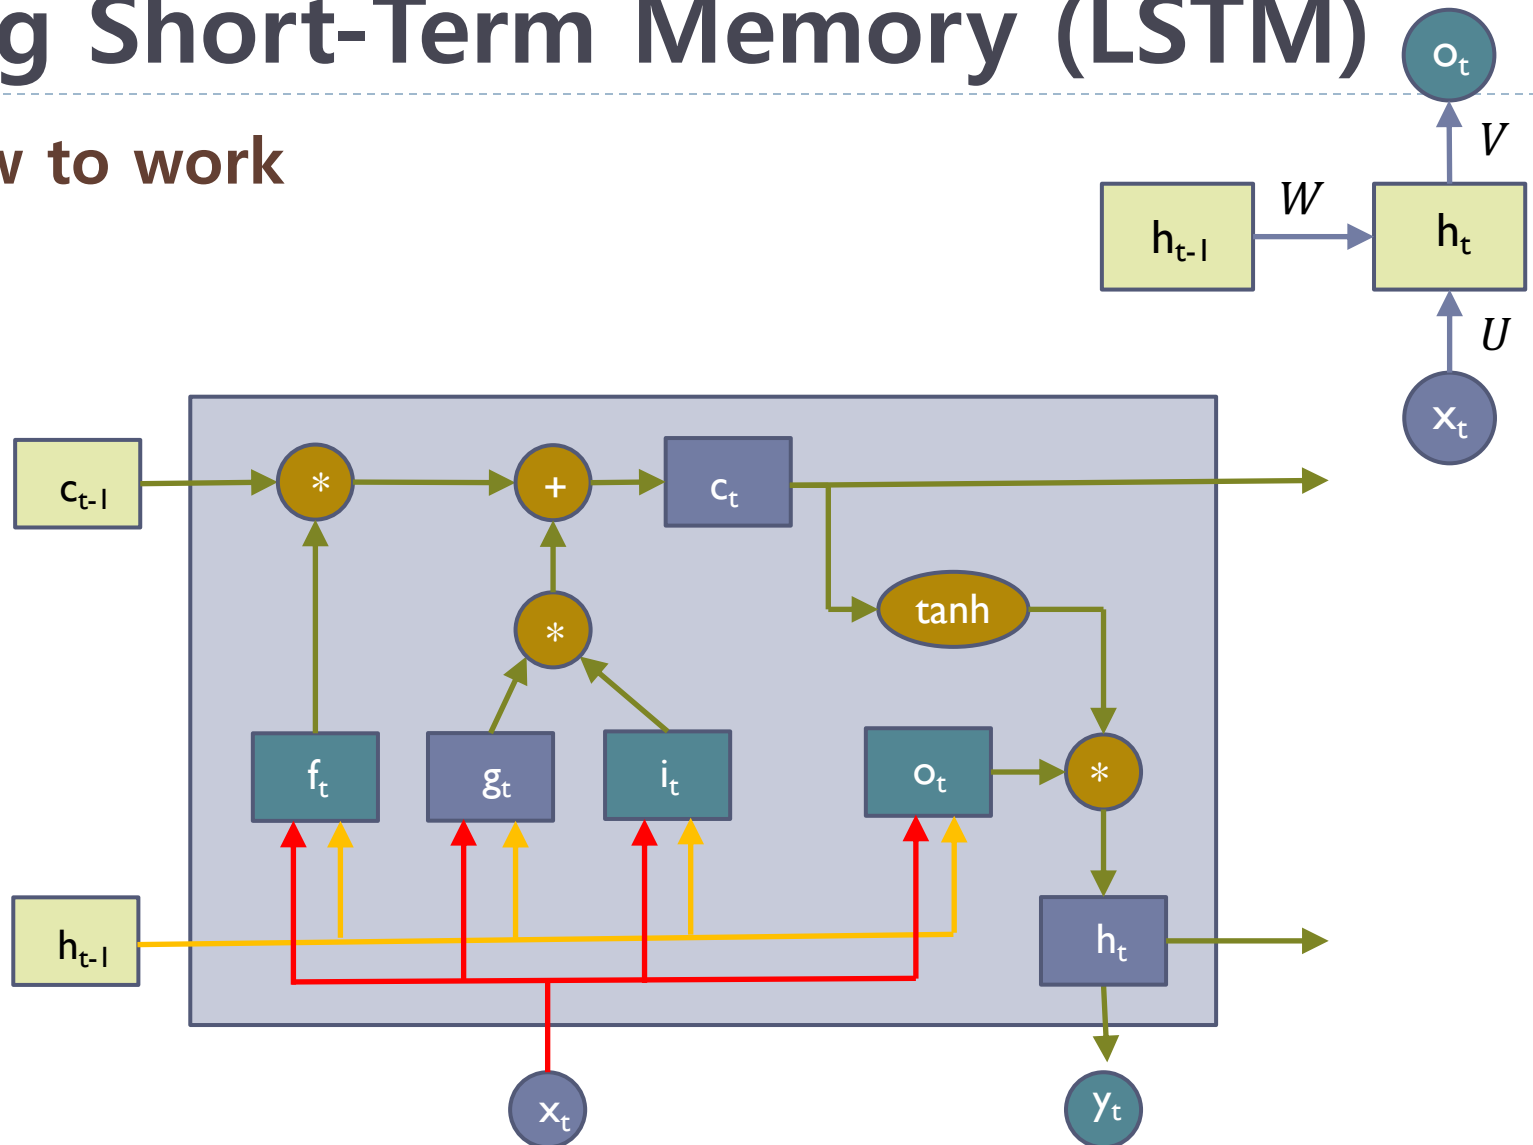 g Short-Term Memory (LSTM)
w to work
oₜ
V
W
hₜ₋₁
hₜ
U
xₜ
cₜ₋₁
*
+
cₜ
tanh
*
fₜ
gₜ
iₜ
oₜ
*
hₜ₋₁
hₜ
xₜ
yₜ